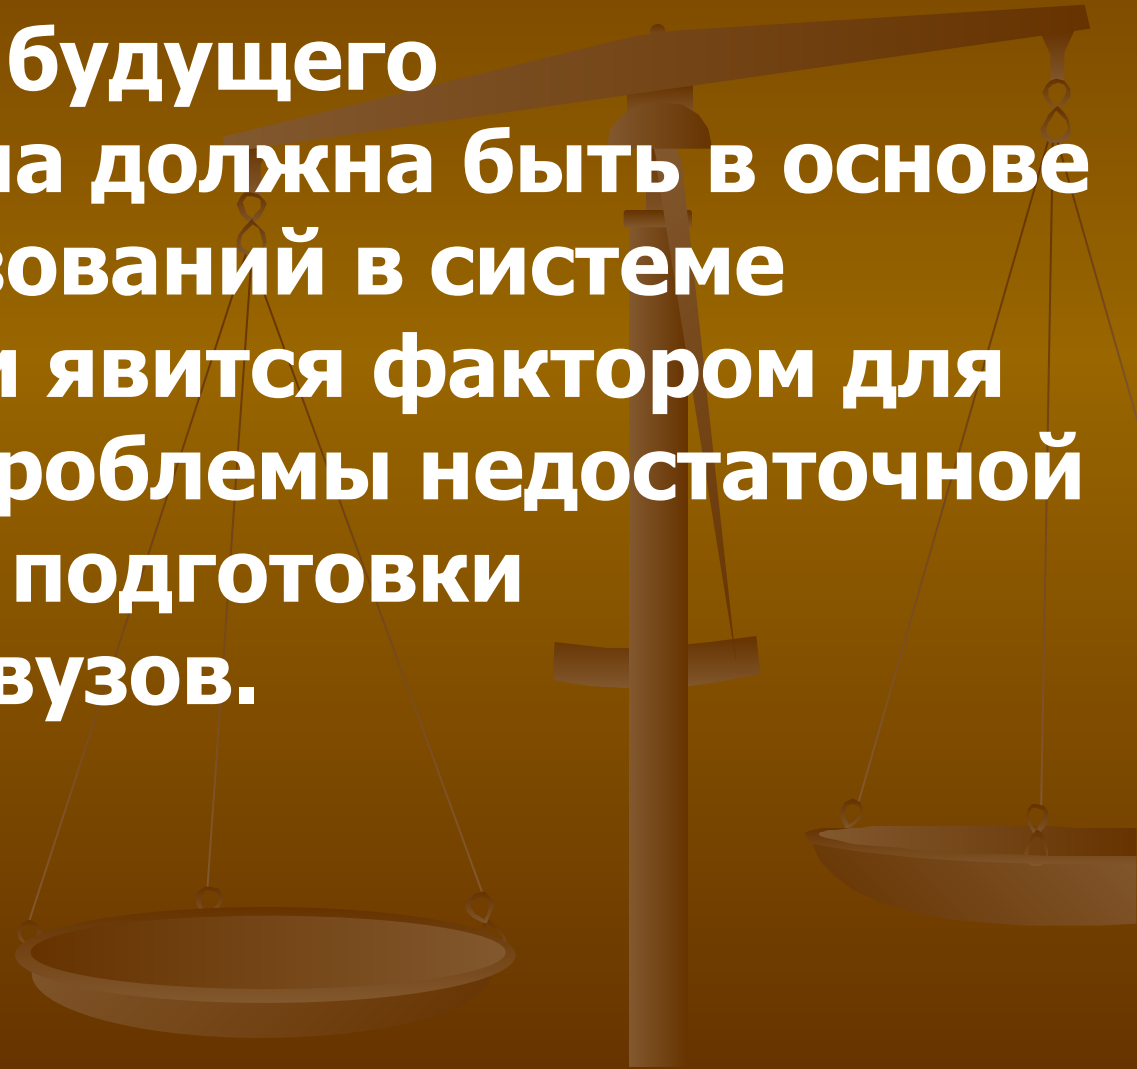 будущего
на должна быть в основе
зований в системе
и явится фактором для
роблемы недостаточной
подготовки
вузов.